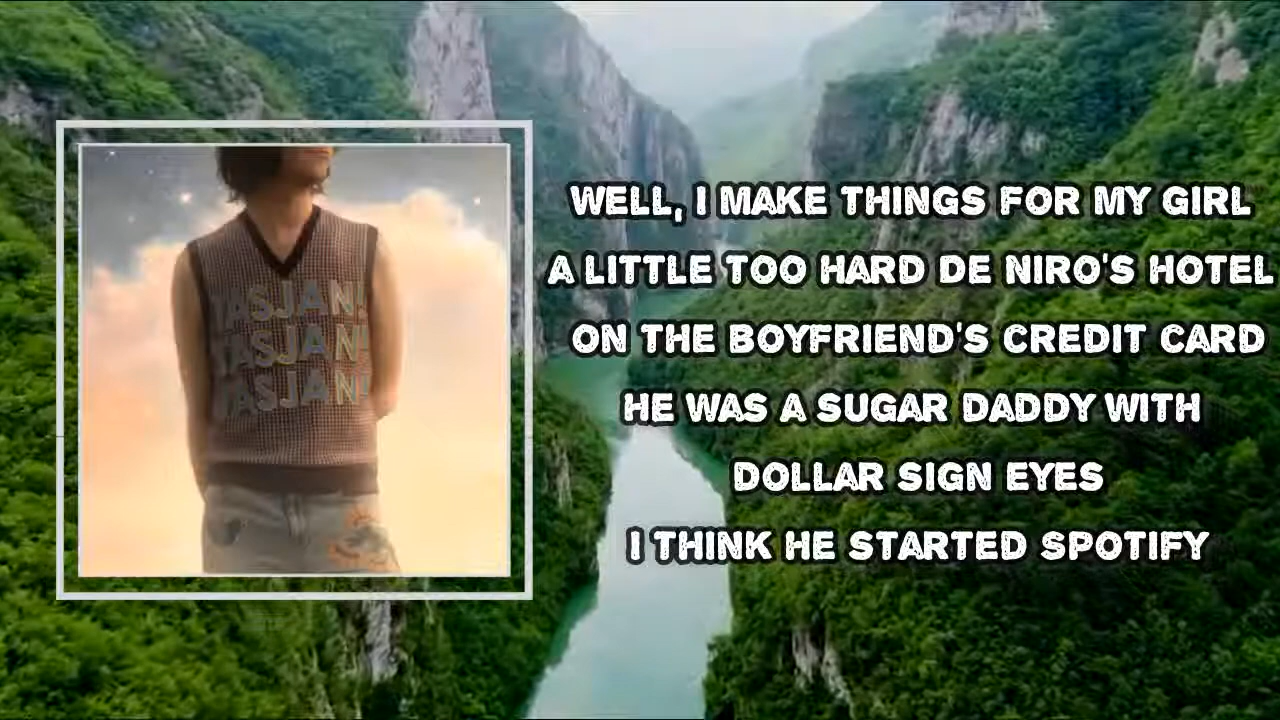 TASJAN!
TASJAN!
TASJAN!
WELL, I MAKE THINGS FOR MY GIRL
A LITTLE TOO HARD DE NIRO'S HOTEL
ON THE BOYFRIEND'S CREDIT CARD
HE WAS A SUGAR DADDY WITH
DOLLAR SIGN EYES
I THINK HE STARTED SPOTIFY